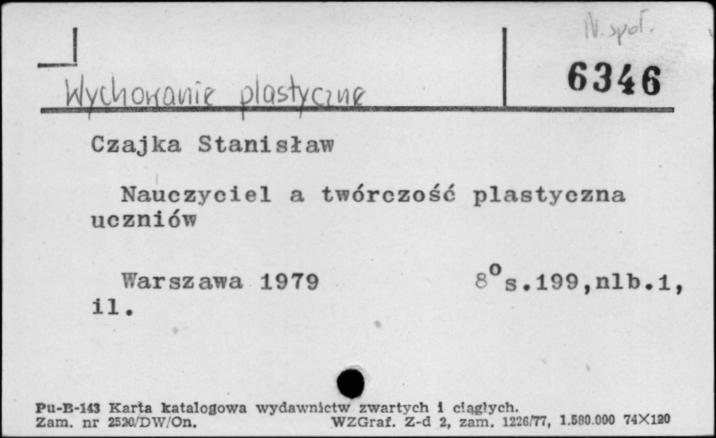 N. społ.
6346
Wychowanie plastyczne
Czajka Stanisław
Nauczyciel a twórczość plastyczna
uczniów
Warszawa 1979 8° s.199,nlb.1,
il.
Pu-B-143 Karta katalogowa wydawnictw zwartych i ciągłych.
Zam. nr 2520/DW/On. WZGraf. Z-d 2, zam. 1226/77, 1.580.000 74X120